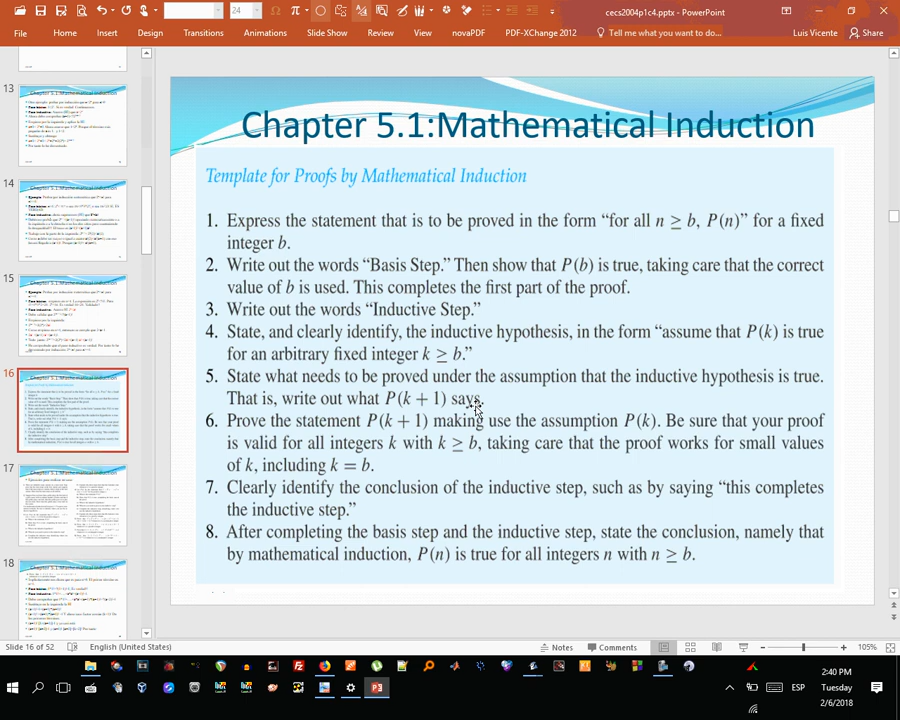 24
cecs2004p1c4.pptx - PowerPoint
File Home Insert Design Transitions Animations Slide Show Review View novaPDF PDF-XChange 2012 Tell me what you want to do... Luis Vicente Share
13
14
15
16
17
18
Chapter 5.1:Mathematical Induction
Template for Proofs by Mathematical Induction
1. Express the statement that is to be proved in the form “for all n ≥ b, P(n)” for a fixed
integer b.
2. Write out the words “Basis Step.” Then show that P(b) is true, taking care that the correct
value of b is used. This completes the first part of the proof.
3. Write out the words “Inductive Step.”
4. State, and clearly identify, the inductive hypothesis, in the form “assume that P(k) is true
for an arbitrary fixed integer k ≥ b.”
5. State what needs to be proved under the assumption that the inductive hypothesis is true.
That is, write out what P(k + 1) says.
6. Prove the statement P(k + 1) making use the assumption P(k). Be sure that your proof
is valid for all integers k with k ≥ b, taking care that the proof works for small values
of k, including k = b.
7. Clearly identify the conclusion of the inductive step, such as by saying “this completes
the inductive step.”
8. After completing the basis step and the inductive step, state the conclusion, namely that
by mathematical induction, P(n) is true for all integers n with n ≥ b.
Slide 16 of 52 English (United States) Notes Comments 105%
ESP
2:40 PM
Tuesday
2/6/2018